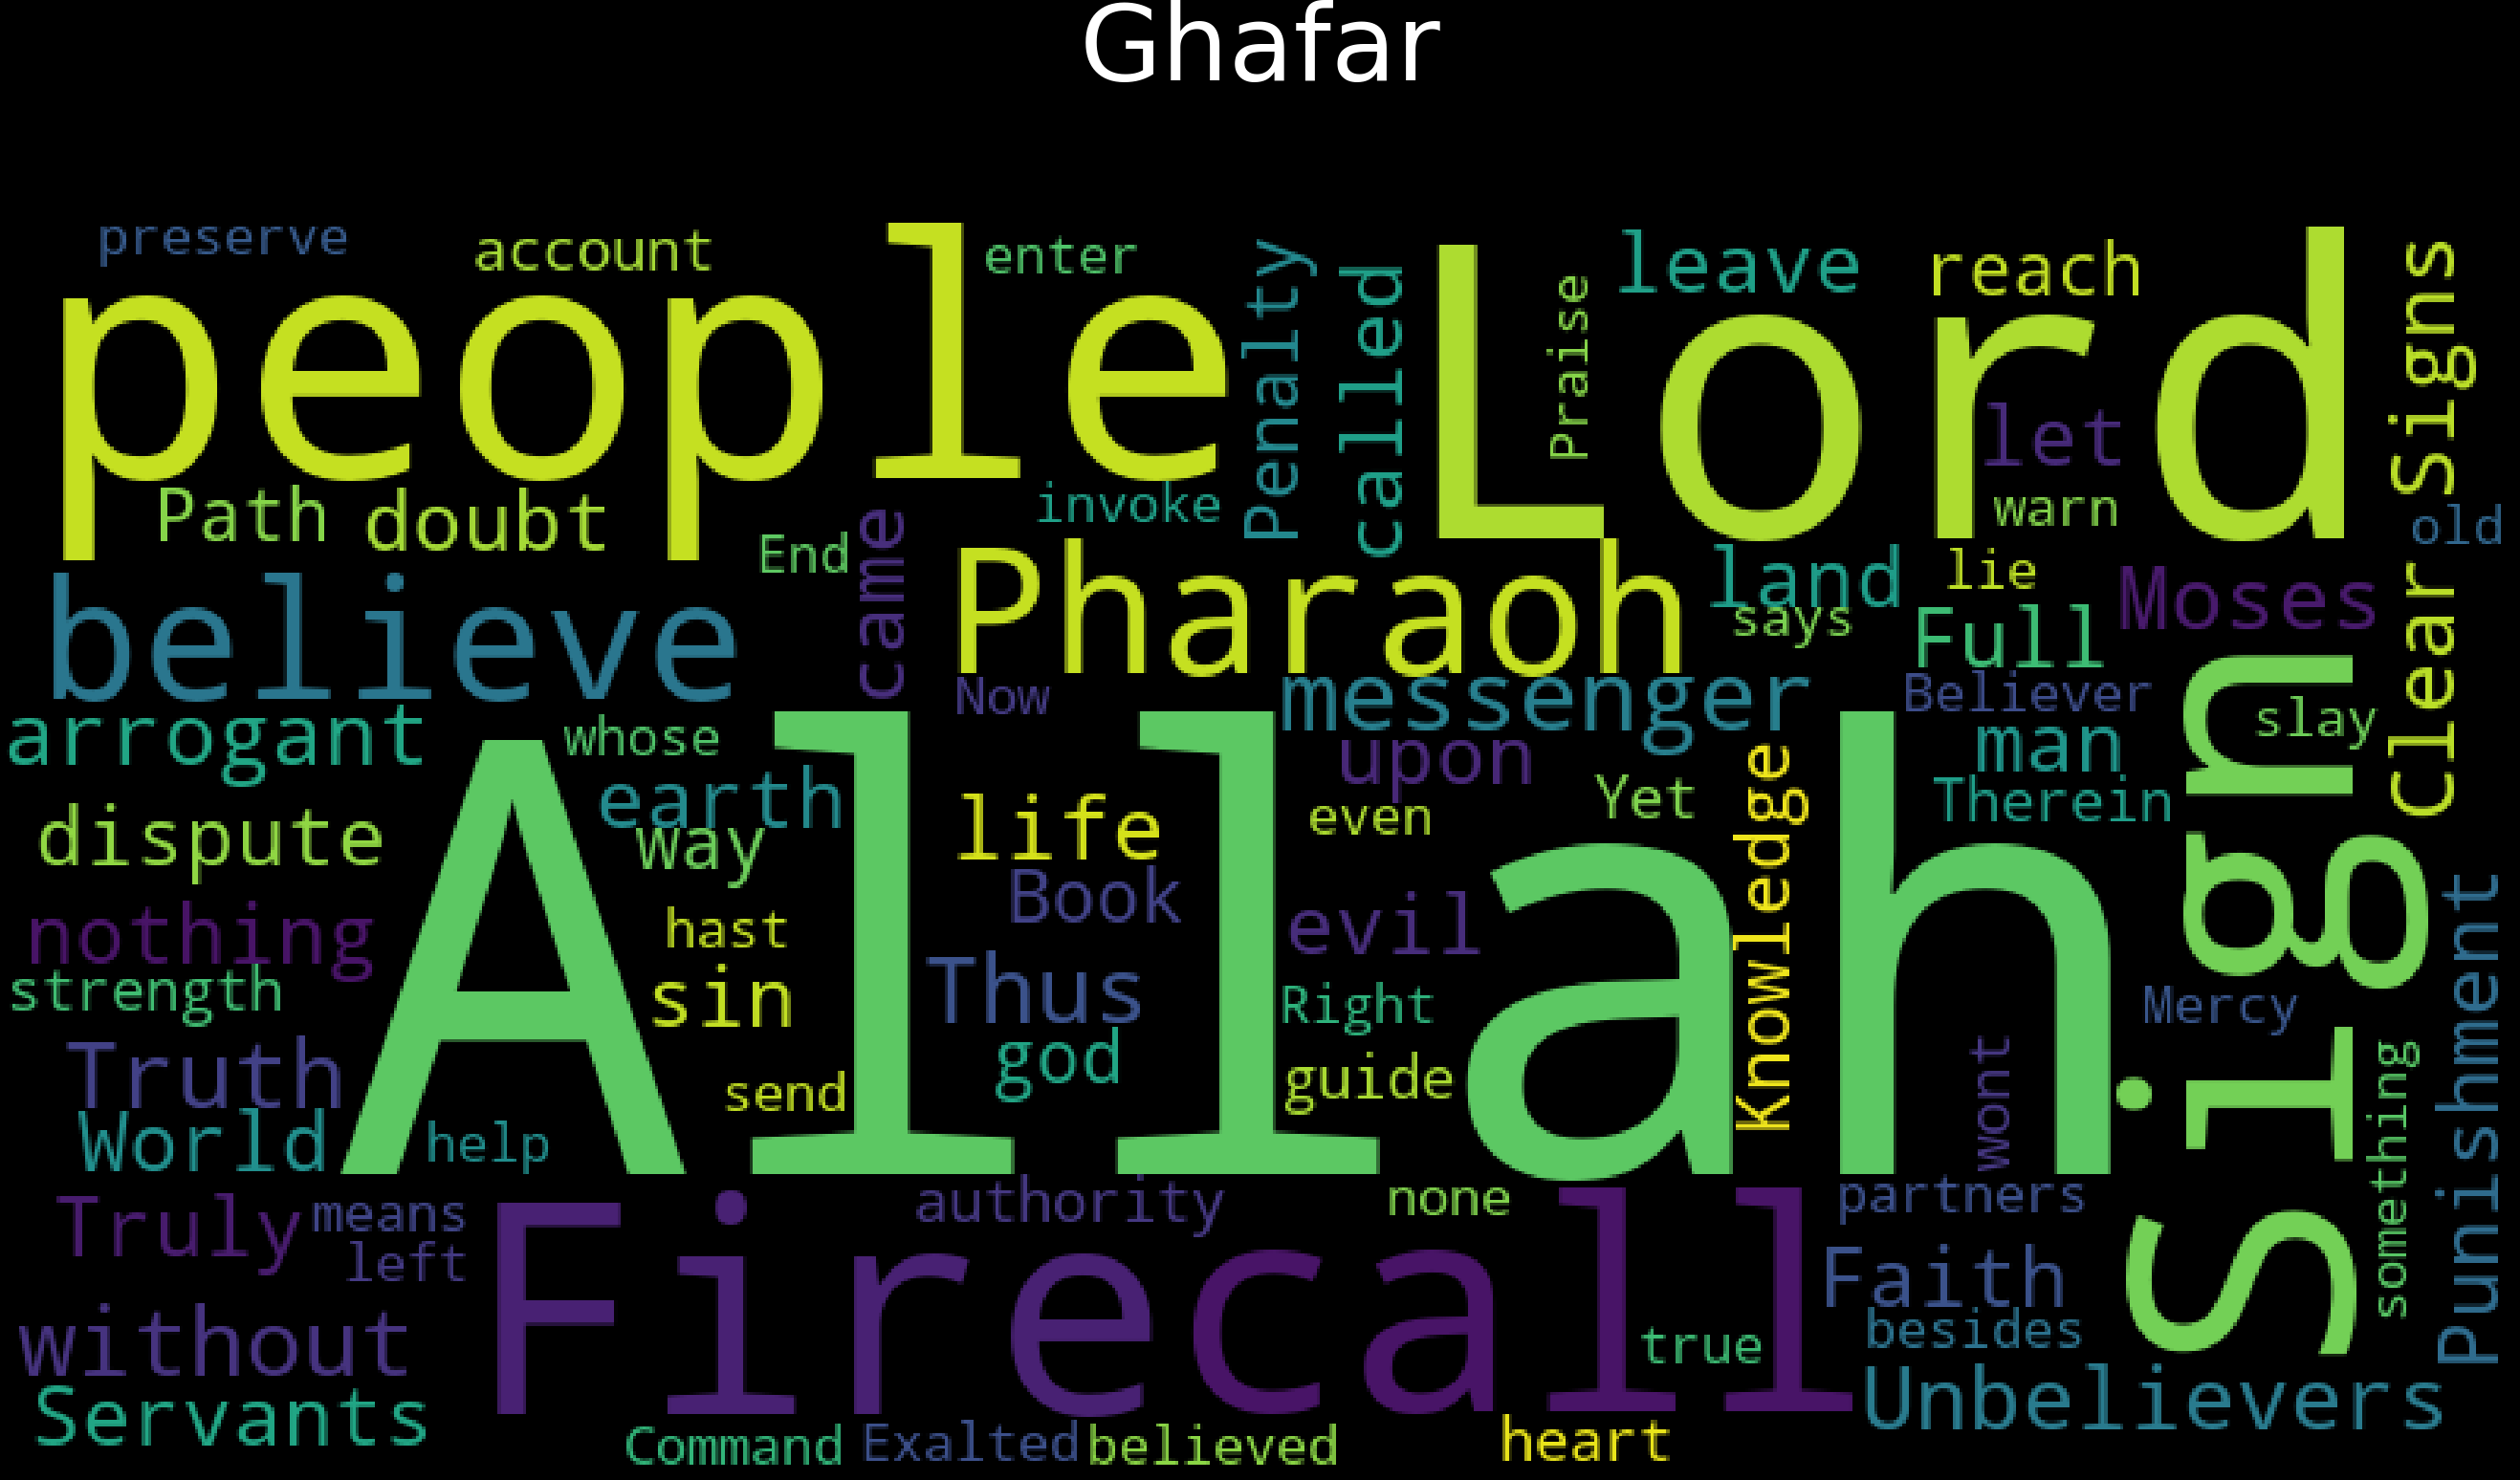 Ghafar
preserve
account
enter
Penalty
called
Praise
leave
reach
Clear Signs
people
Lord
let
warn
old
Path
doubt
invoke
End
came
believe
Pharaoh
land
says
lie
Moses
Full
arrogant
whose
Now
messenger
Believer
slay
man
upon
Therein
earth
way
dispute
life
even
Yet
Knowledge
Sign
Allah
Book
nothing
hast
evil
Punishment
strength
sin
Thus
Right
Mercy
Truth
god
send
guide
wont
something
World
help
Truly
means
left
authority
none
partners
Fire
call
Faith
without
true
besides
Servants
Unbelievers
Command
Exalted
believed
heart